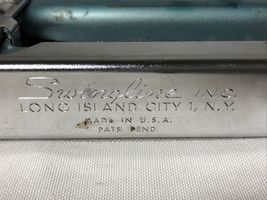 Swingline INC.
LONG ISLAND CITY 1, N.Y.
MADE IN U.S.A.
PATS. PEND.